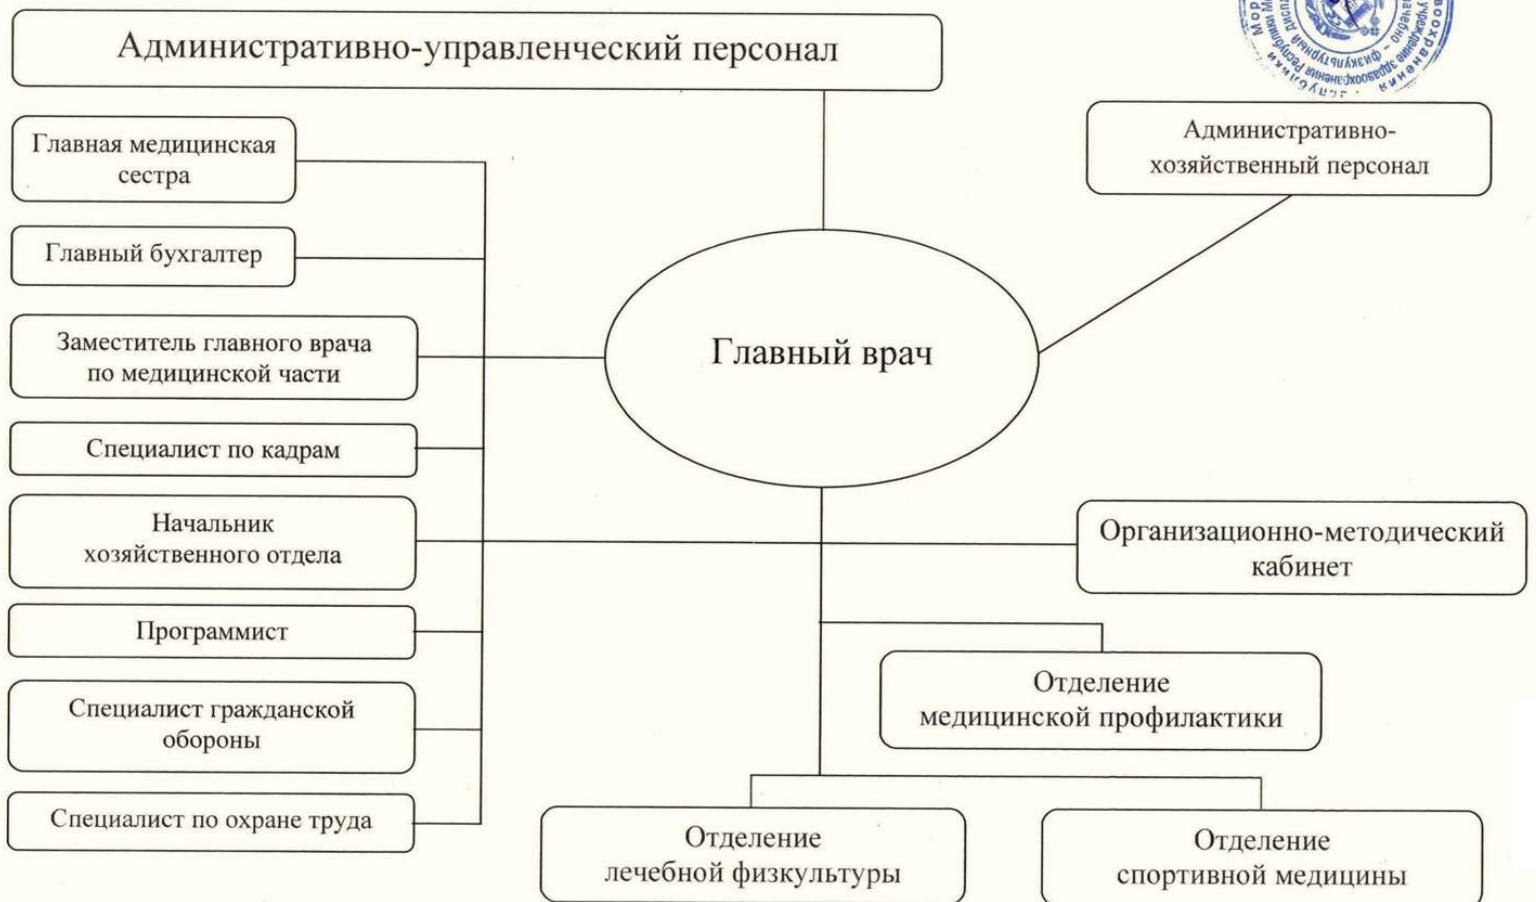 Административно-управленческий персонал
Главная медицинская
сестра
Главный бухгалтер
Заместитель главного врача
по медицинской части
Специалист по кадрам
Начальник
хозяйственного отдела
Программист
Специалист гражданской
обороны
Специалист по охране труда
Главный врач
Административно-
хозяйственный персонал
Организационно-методический
кабинет
Отделение
медицинской профилактики
Отделение
лечебной физкультуры
Отделение
спортивной медицины